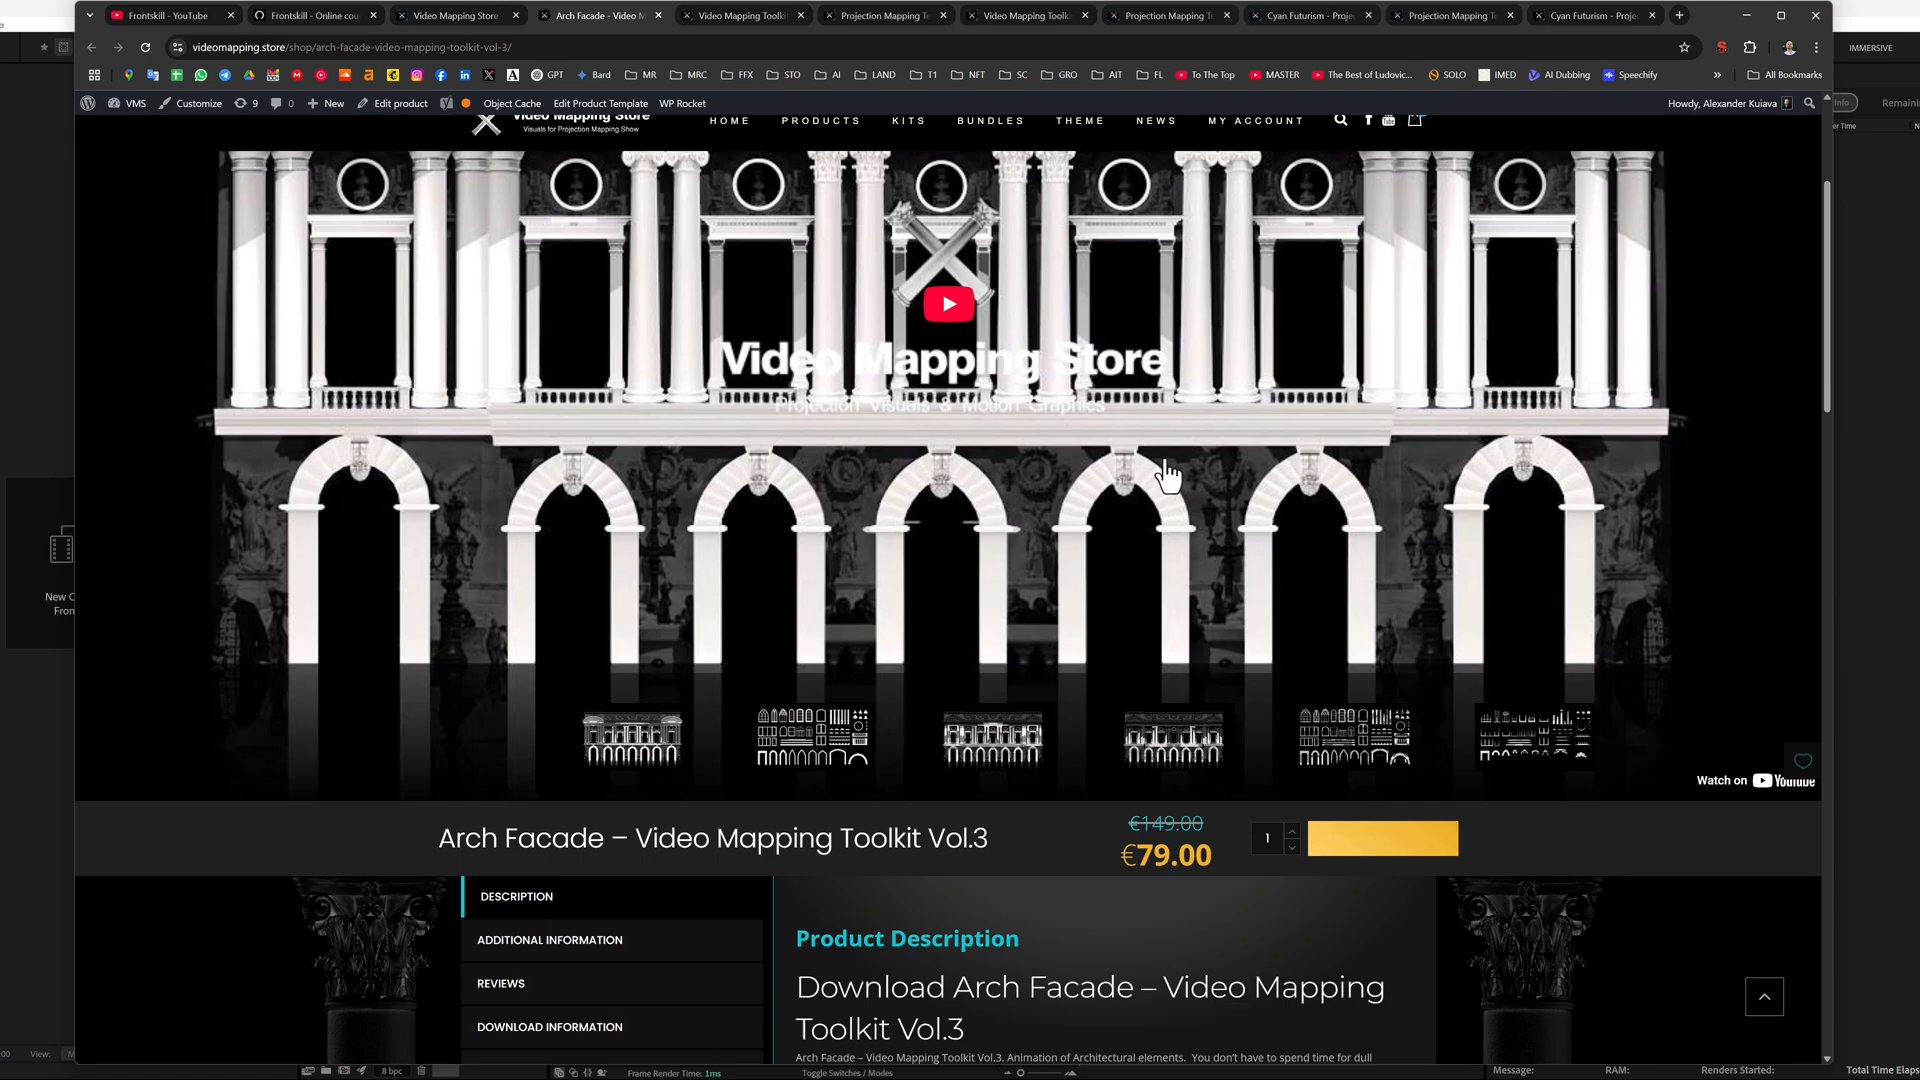 Frontskill - YouTube
Frontskill - Online cou
Video Mapping Store
Arch Facade - Video M
Video Mapping Toolki
Projection Mapping T
Video Mapping Toolki
Projection Mapping T
Cyan Futurism - Proje
Projection Mapping T
Cyan Futurism - Proje
videomapping.store/shop/arch-facade-video-mapping-toolkit-vol-3/
IMMERSIVE
GPT
Bard
MR
MRC
FFX
STO
AI
LAND
T1
NFT
SC
GRO
AIT
FL
To The Top
MASTER
The Best of Ludovic...
SOLO
IMED
AI Dubbing
Speechify
All Bookmarks
VMS
Customize
9
0
New
Edit product
Object Cache
Edit Product Template
WP Rocket
Howdy, Alexander Kuiava
Info
Remaini
er Time
Video Mapping Store
Visuals for Projection Mapping Show
HOME
PRODUCTS
KITS
BUNDLES
THEME
NEWS
MY ACCOUNT
Video Mapping Store
Projection Visuals & Motion Graphics
New C
From
Watch on YouTube
Arch Facade – Video Mapping Toolkit Vol.3
€149.00
€79.00
1
DESCRIPTION
ADDITIONAL INFORMATION
REVIEWS
DOWNLOAD INFORMATION
Product Description
Download Arch Facade – Video Mapping
Toolkit Vol.3
Arch Facade – Video Mapping Toolkit Vol.3. Animation of Architectural elements. You don't have to spend time for dull
:00
View:
8 bpc
Frame Render Time: 1ms
Toggle Switches / Modes
Message:
RAM:
Renders Started:
Total Time Elaps